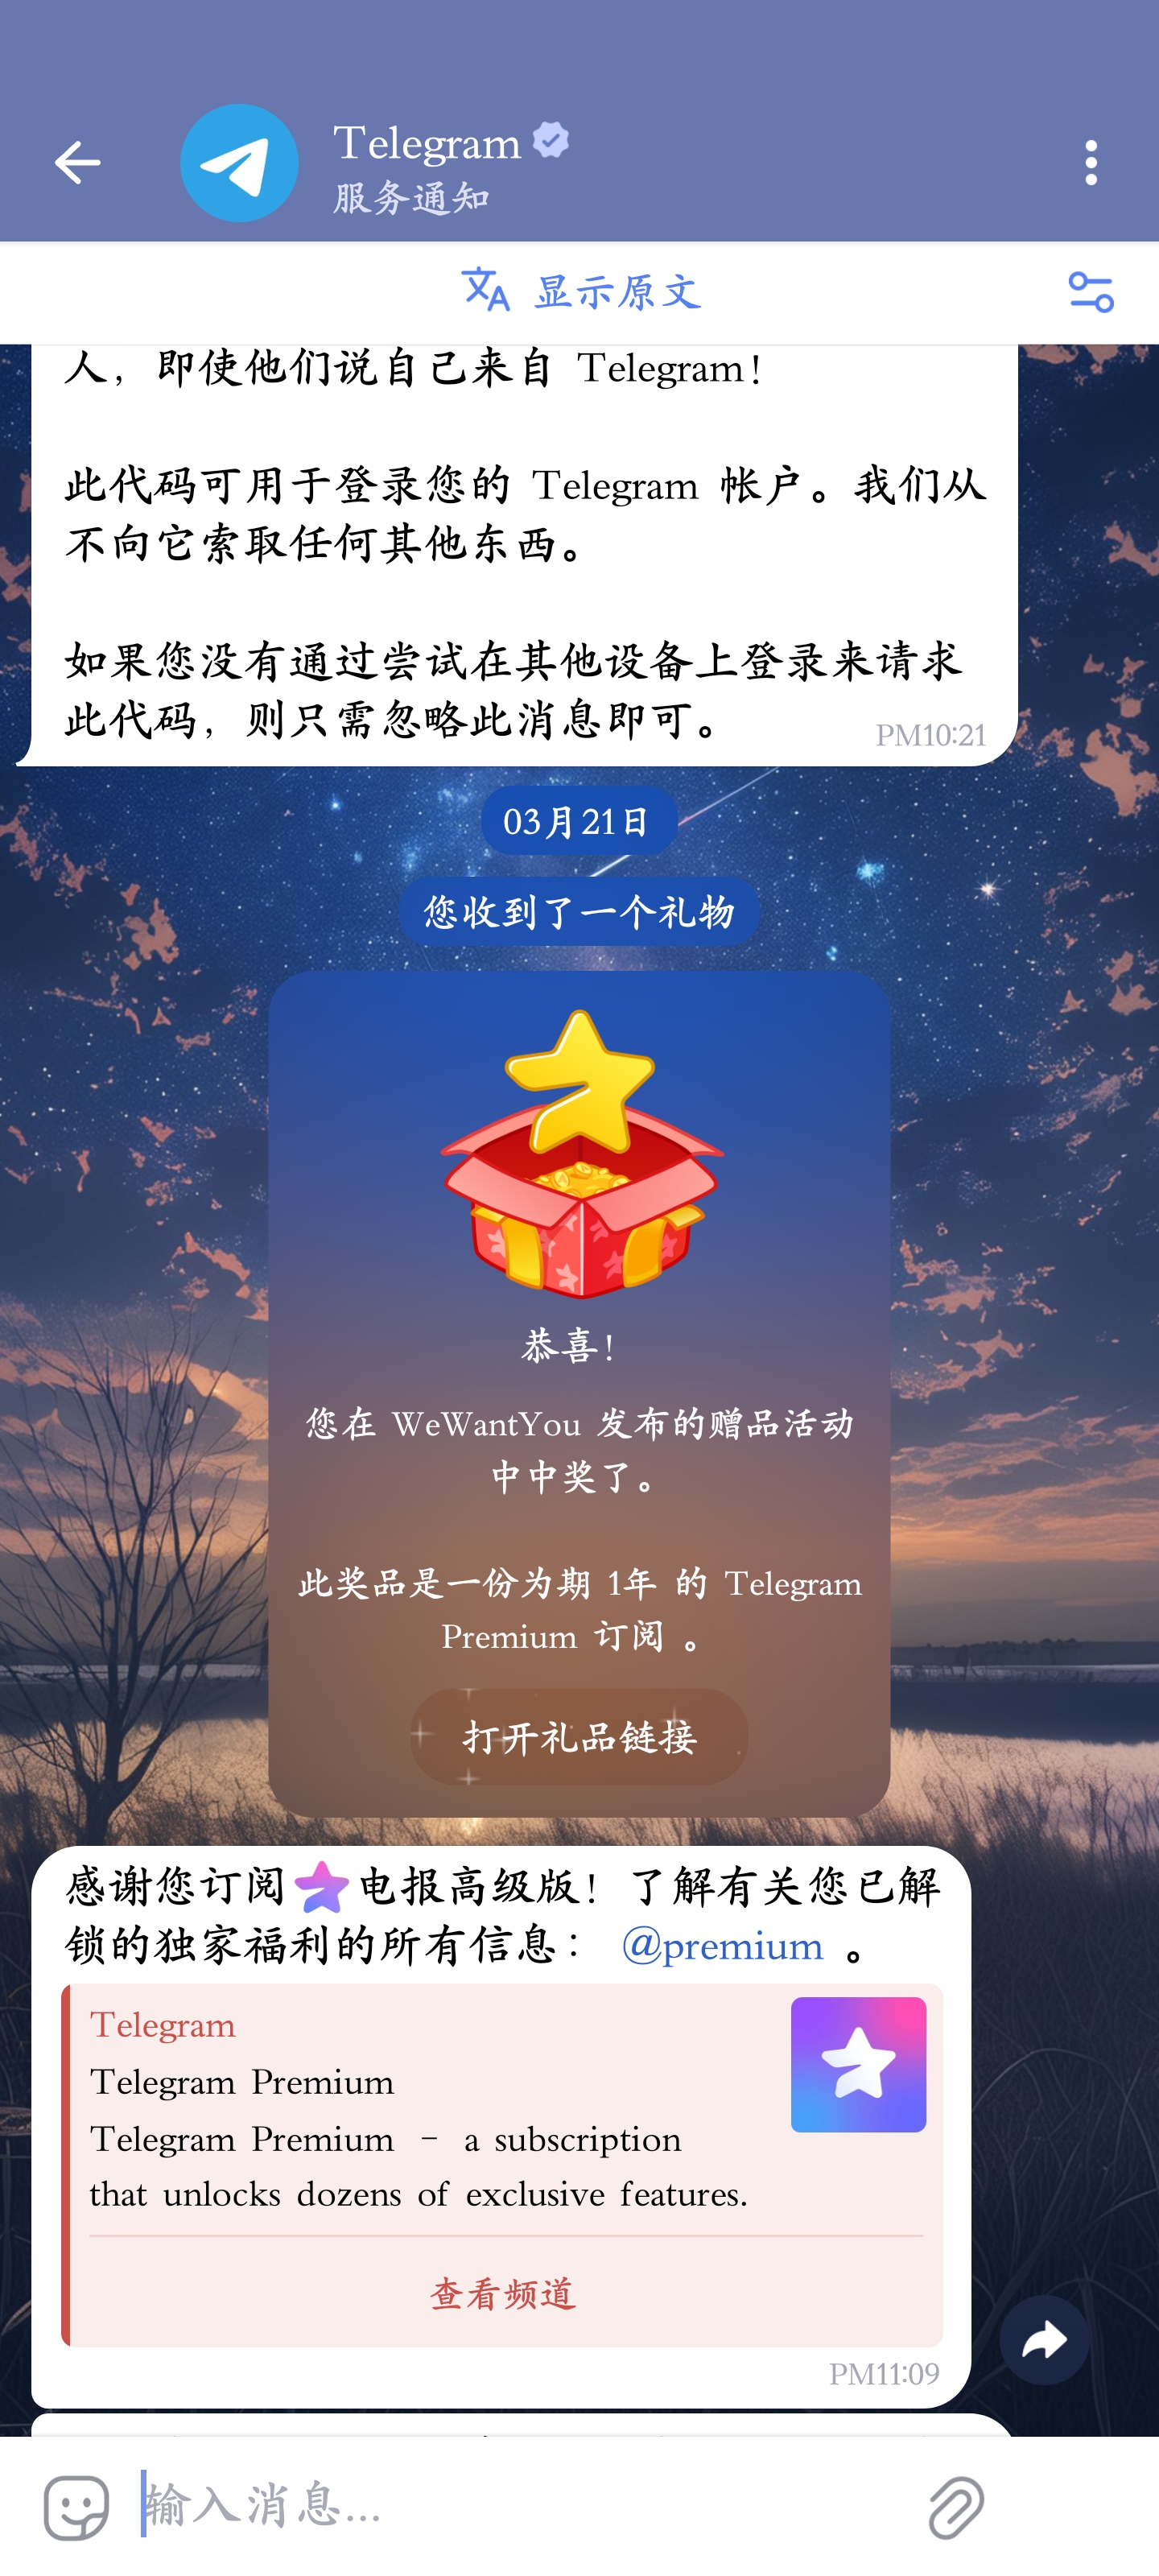 Telegram
服务通知
显示原文
人，即使他们说自己来自 Telegram！
此代码可用于登录您的 Telegram 帐户。我们从
不向它索取任何其他东西。
如果您没有通过尝试在其他设备上登录来请求
此代码，则只需忽略此消息即可。
PM10:21
03月21日
您收到了一个礼物
恭喜！
您在 WeWantYou 发布的赠品活动
中中奖了。
此奖品是一份为期 1年 的 Telegram
Premium 订阅 。
打开礼品链接
感谢您订阅电报高级版！了解有关您已解
锁的独家福利的所有信息： @premium 。
Telegram
Telegram Premium
Telegram Premium – a subscription
that unlocks dozens of exclusive features.
查看频道
PM11:09
输入消息...